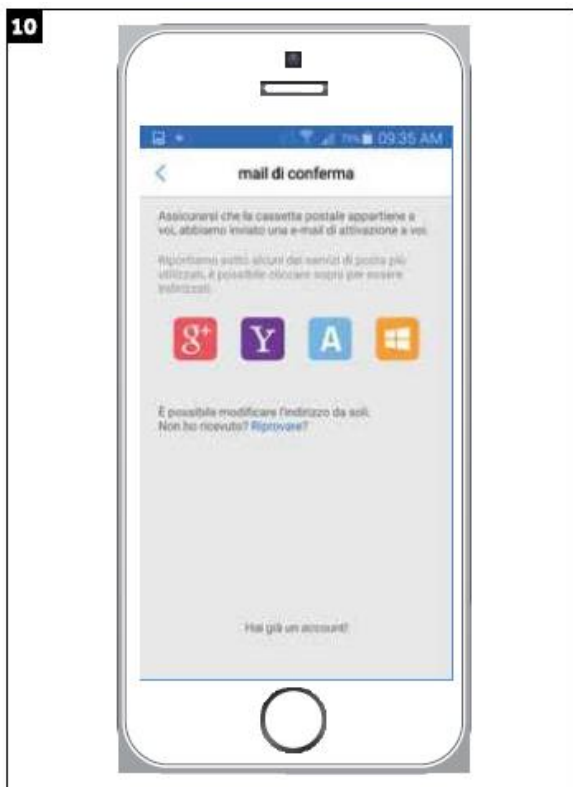 10
79% 09:35 AM
mail di conferma
Assicurarsi che la cassetta postale appartiene a
voi, abbiamo inviato una e-mail di attivazione a voi.
Riportiamo sotto alcuni dei servizi di posta più
utilizzati, è possibile cliccare sopra per essere
indirizzati.
g+ Y A
È possibile modificare l'indirizzo da soli.
Non ho ricevuto? Riprovare?
Hai già un account!